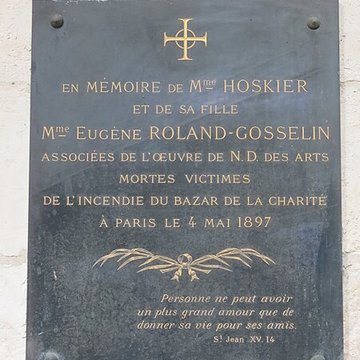 EN MÉMOIRE DE Mme HOSKIER
ET DE SA FILLE
Mme EUGÈNE ROLAND-GOSSELIN
ASSOCIÉES DE L'ŒUVRE DE N.D. DES ARTS
MORTES VICTIMES
DE L'INCENDIE DU BAZAR DE LA CHARITÉ
À PARIS LE 4 MAI 1897
Personne ne peut avoir
un plus grand amour que de
donner sa vie pour ses amis.
St Jean XV. 14